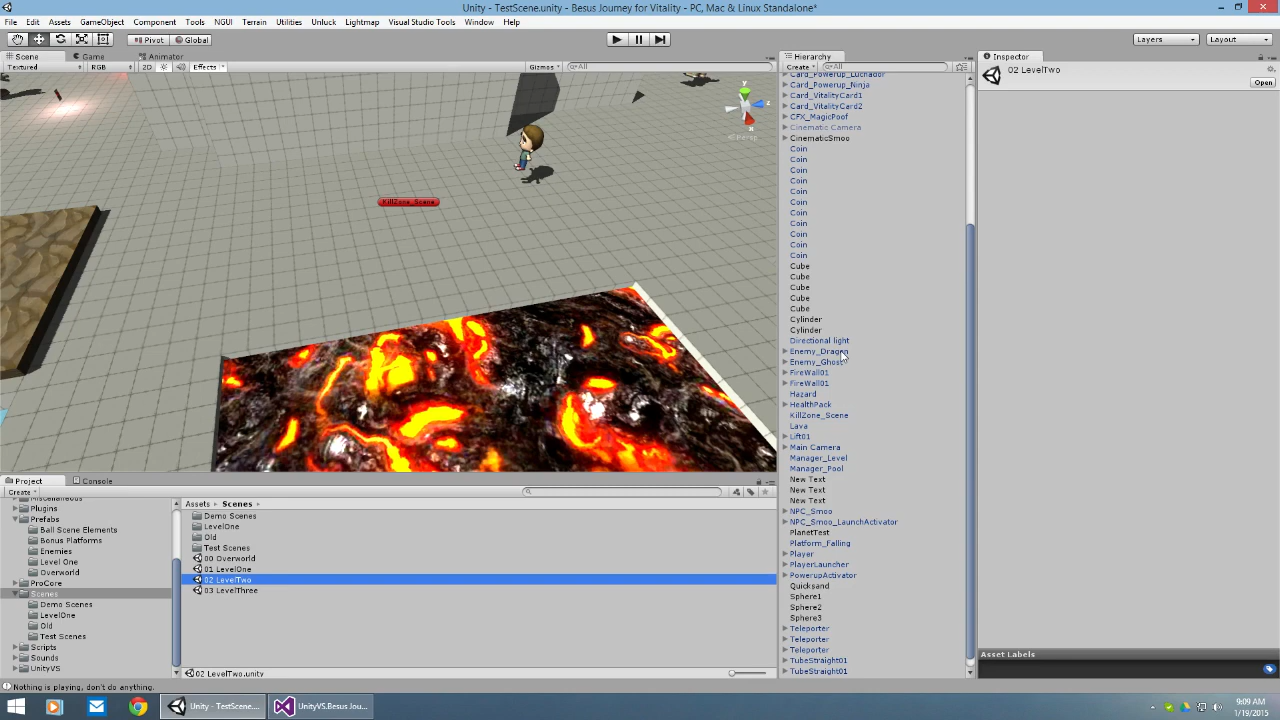 Unity - TestScene.unity - Besus Journey for Vitality - PC, Mac & Linux Standalone*
File Edit Assets GameObject Component Tools NGUI Terrain Utilities Unluck Lightmap Visual Studio Tools Window Help
Pivot Global Layers Layout
Scene Game Animator
Textured RGB 2D Effects Gizmos All
KillZone_Scene
y
z
x
Persp
Hierarchy
Create All
Card_Powerup_Luchador
Card_Powerup_Ninja
Card_VitalityCard1
Card_VitalityCard2
CFX_MagicPoof
Cinematic Camera
CinematicSmoo
Coin
Coin
Coin
Coin
Coin
Coin
Coin
Coin
Coin
Coin
Coin
Cube
Cube
Cube
Cube
Cube
Cylinder
Cylinder
Directional light
Enemy_Dragon
Enemy_Ghost
FireWall01
FireWall01
Hazard
HealthPack
KillZone_Scene
Lava
Lift01
Main Camera
Manager_Level
Manager_Pool
New Text
New Text
New Text
NPC_Smoo
NPC_Smoo_LaunchActivator
PlanetTest
Platform_Falling
Player
PlayerLauncher
PowerupActivator
Quicksand
Sphere1
Sphere2
Sphere3
Teleporter
Teleporter
Teleporter
TubeStraight01
TubeStraight01
Inspector
02 LevelTwo
Open
Asset Labels
Project Console
Create
Miscellaneous
Plugins
Prefabs
Ball Scene Elements
Bonus Platforms
Enemies
Level One
Overworld
ProCore
Scenes
Demo Scenes
LevelOne
Old
Test Scenes
Scripts
Sounds
UnityVS
Assets Scenes
Demo Scenes
LevelOne
Old
Test Scenes
00 Overworld
01 LevelOne
02 LevelTwo
03 LevelThree
02 LevelTwo.unity
Nothing is playing, don't do anything.
Unity - TestScene.... UnityVS.Besus Jou...
9:09 AM
1/19/2015